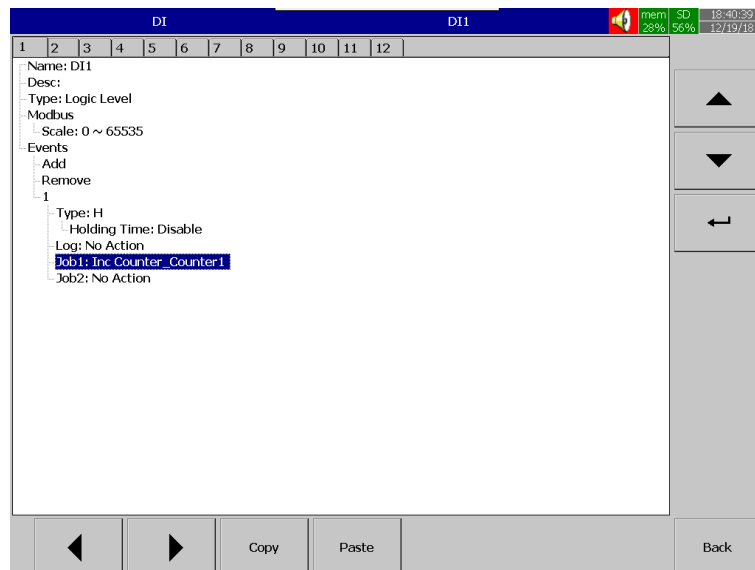 DI DI1 mem 28% SD 56% 18:40:39 12/19/18
1 2 3 4 5 6 7 8 9 10 11 12
Name: DI1
Desc:
Type: Logic Level
Modbus
Scale: 0 ~ 65535
Events
Add
Remove
1
Type: H
Holding Time: Disable
Log: No Action
Job1: Inc Counter_Counter1
Job2: No Action
Copy Paste Back